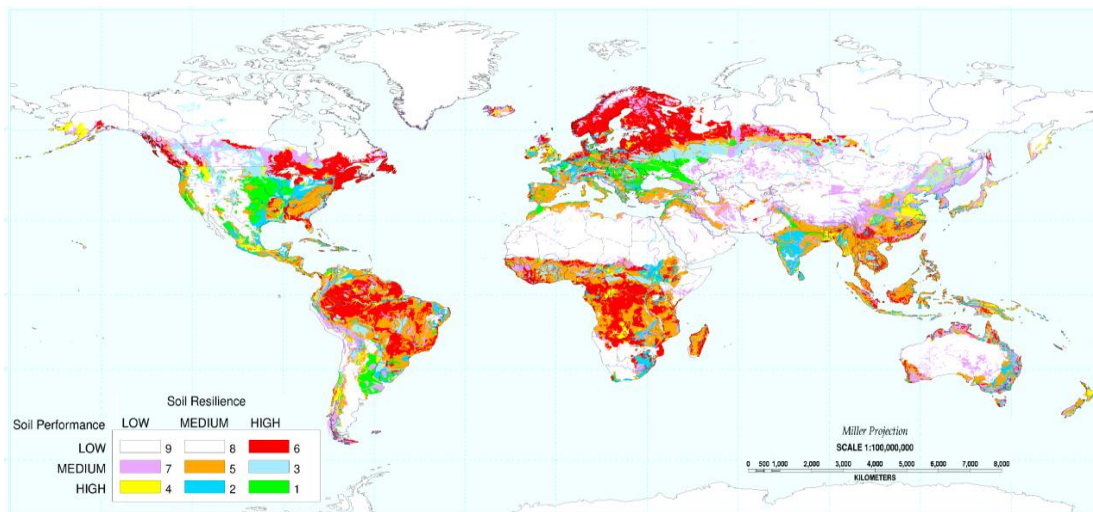 Soil Resilience
Soil Performance LOW MEDIUM HIGH
LOW 9 8 6
MEDIUM 7 5 3
HIGH 4 2 1
Miller Projection
SCALE 1:100,000,000
0 500 1,000 2,000 3,000 4,000 5,000 6,000 7,000 8,000
KILOMETERS